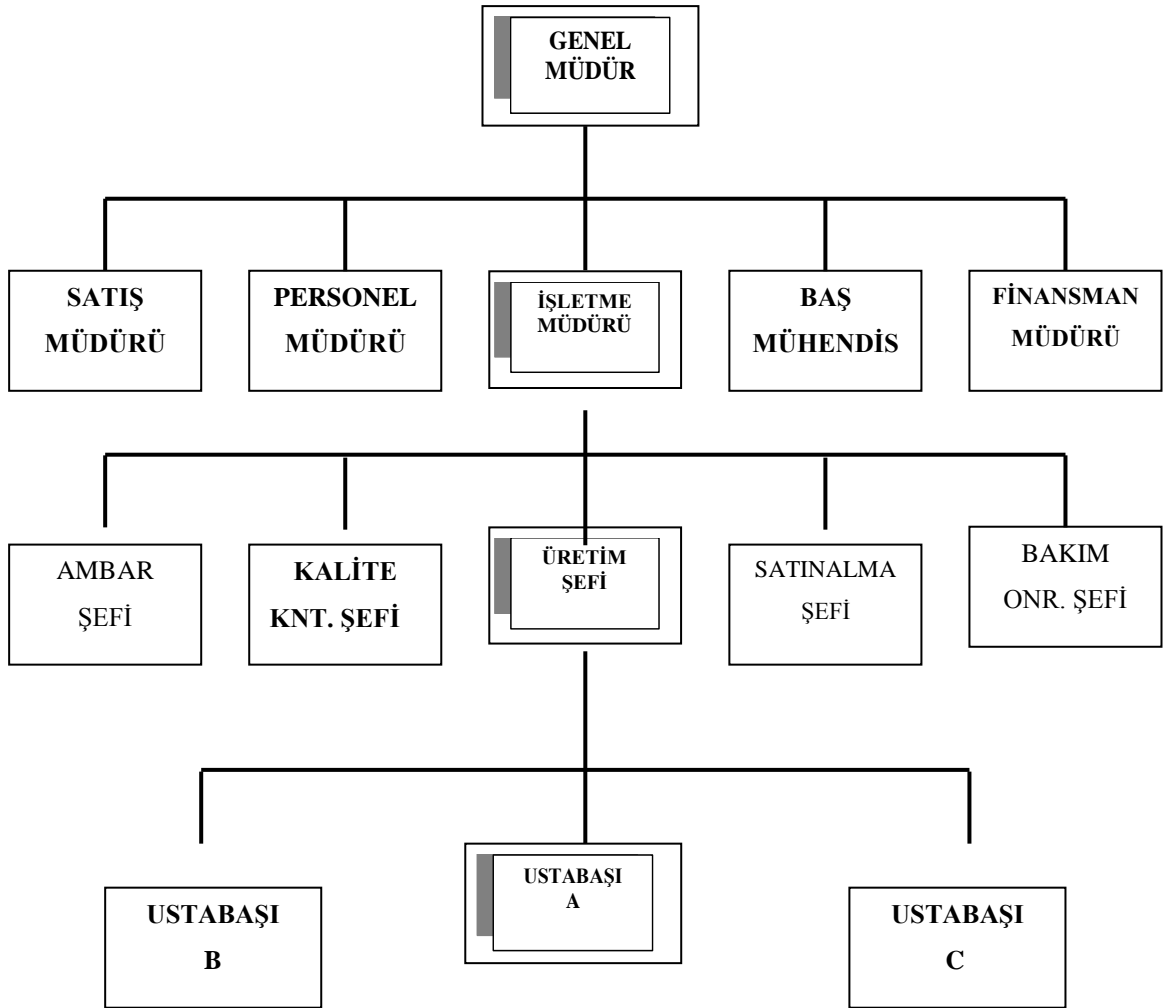 GENEL
MÜDÜR
SATIŞ
MÜDÜRÜ
PERSONEL
MÜDÜRÜ
İŞLETME
MÜDÜRÜ
BAŞ
MÜHENDİS
FİNANSMAN
MÜDÜRÜ
AMBAR
ŞEFİ
KALİTE
KNT. ŞEFİ
ÜRETİM
ŞEFİ
SATINALMA
ŞEFİ
BAKIM
ONR. ŞEFİ
USTABAŞI
B
USTABAŞI
A
USTABAŞI
C